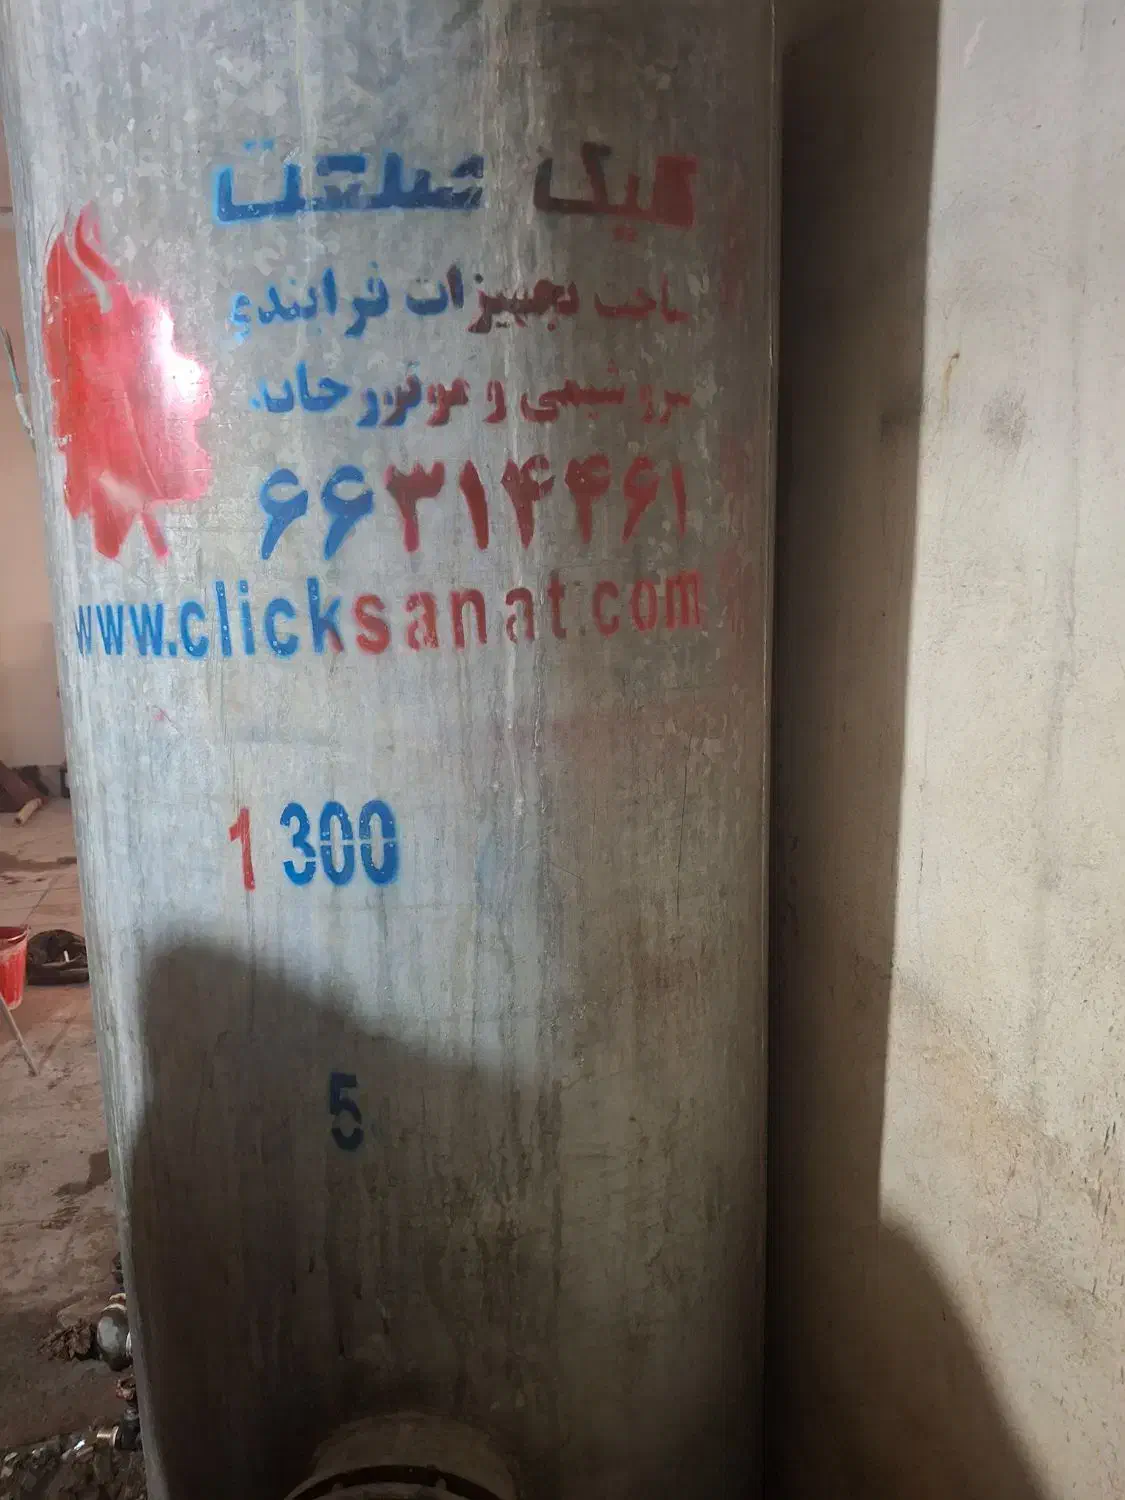 کلیک صنعت
ساخت تجهیزات فرایندی
پتروشیمی و موتورخانه
۶۶۳۱۴۴۶۱
www.clicksanat.com
1 300
5